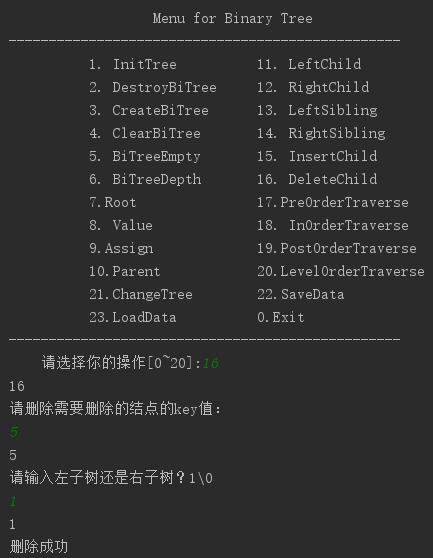 Menu for Binary Tree
-------------------------------------------------
1. InitTree 11. LeftChild
2. DestroyBiTree 12. RightChild
3. CreateBiTree 13. LeftSibling
4. ClearBiTree 14. RightSibling
5. BiTreeEmpty 15. InsertChild
6. BiTreeDepth 16. DeleteChild
7.Root 17.PreOrderTraverse
8. Value 18. InOrderTraverse
9.Assign 19.PostOrderTraverse
10.Parent 20.LevelOrderTraverse
21.ChangeTree 22.SaveData
23.LoadData 0.Exit
-------------------------------------------------
请选择你的操作[0~20]:16
16
请删除需要删除的结点的key值:
5
5
请输入左子树还是右子树？1\0
1
1
删除成功